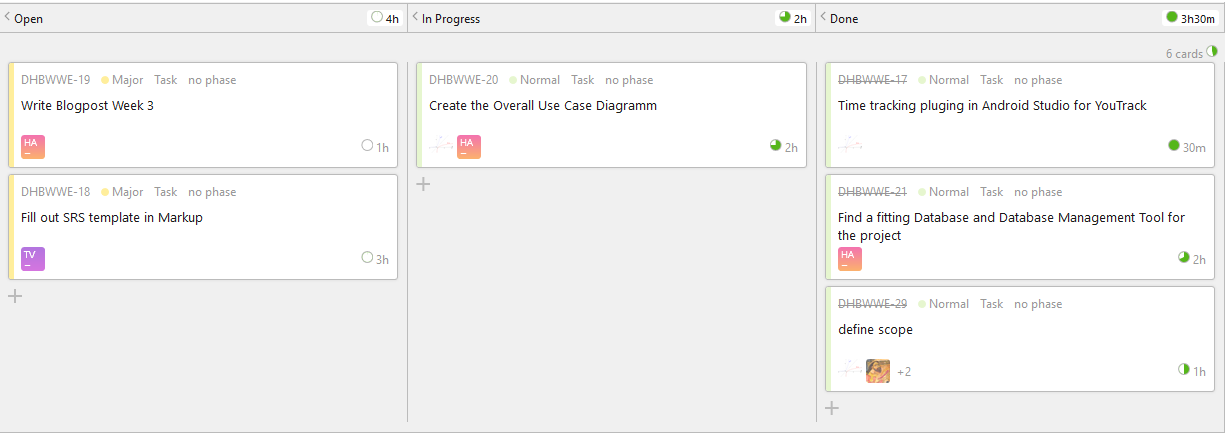 Open
4h
In Progress
2h
Done
3h30m
6 cards
DHBWWE-19 Major Task no phase
Write Blogpost Week 3
HA
1h
DHBWWE-18 Major Task no phase
Fill out SRS template in Markup
TV
3h
DHBWWE-20 Normal Task no phase
Create the Overall Use Case Diagramm
HA
2h
DHBWWE-17 Normal Task no phase
Time tracking pluging in Android Studio for YouTrack
30m
DHBWWE-21 Normal Task no phase
Find a fitting Database and Database Management Tool for
the project
HA
2h
DHBWWE-29 Normal Task no phase
define scope
+2
1h